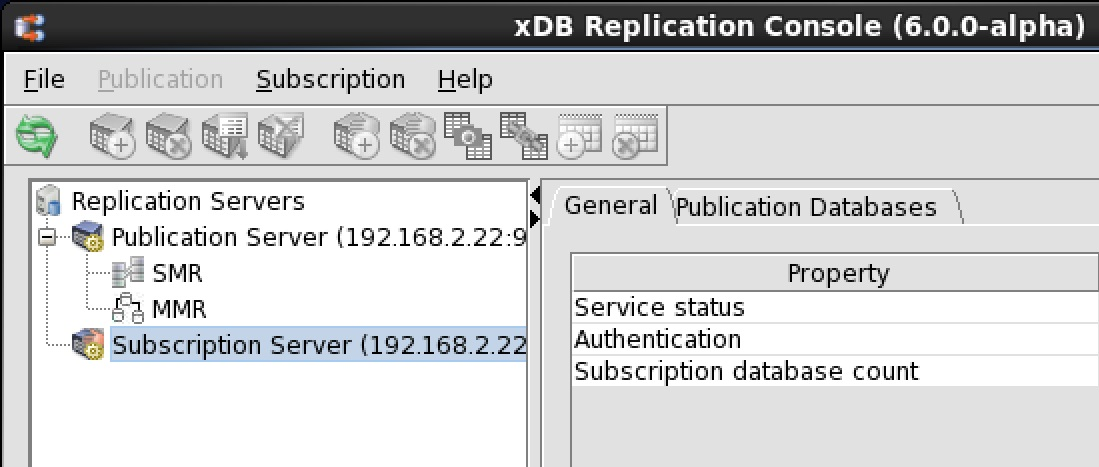 xDB Replication Console (6.0.0-alpha)
File Publication Subscription Help
Replication Servers
Publication Server (192.168.2.22:9
SMR
MMR
Subscription Server (192.168.2.22
General Publication Databases
Property
Service status
Authentication
Subscription database count